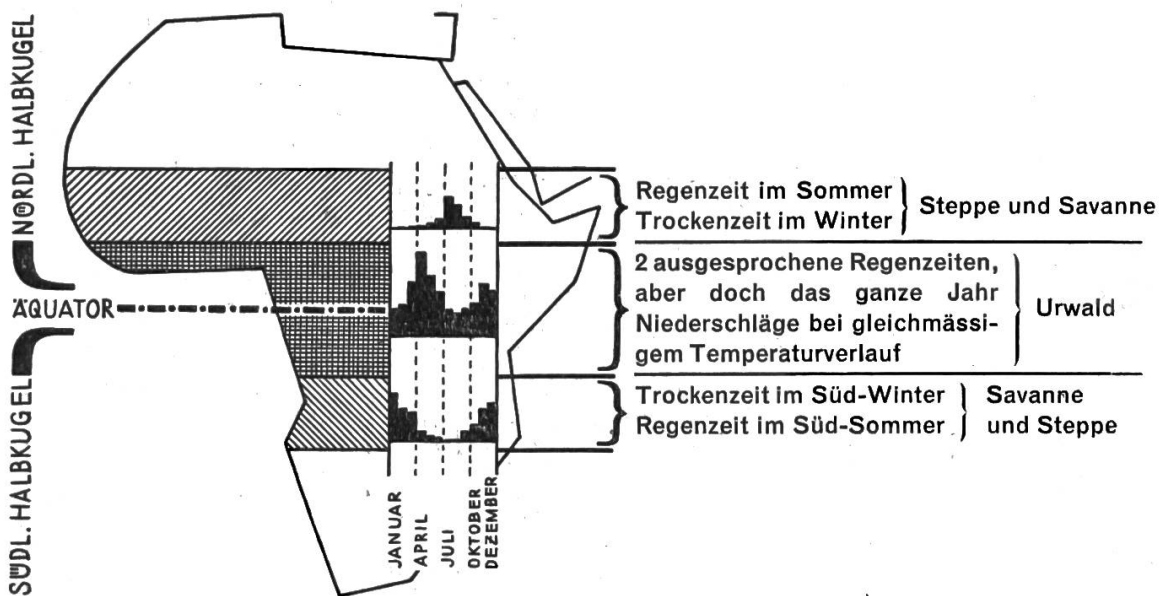 NÖRDL. HALBKUGEL
ÄQUATOR
SÜDL. HALBKUGEL
Regenzeit im Sommer
Trockenzeit im Winter
Steppe und Savanne
2 ausgesprochene Regenzeiten,
aber doch das ganze Jahr
Niederschläge bei gleichmässi-
gem Temperaturverlauf
Urwald
Trockenzeit im Süd-Winter
Regenzeit im Süd-Sommer
Savanne
und Steppe
JANUAR
APRIL
JULI
OKTOBER
DEZEMBER